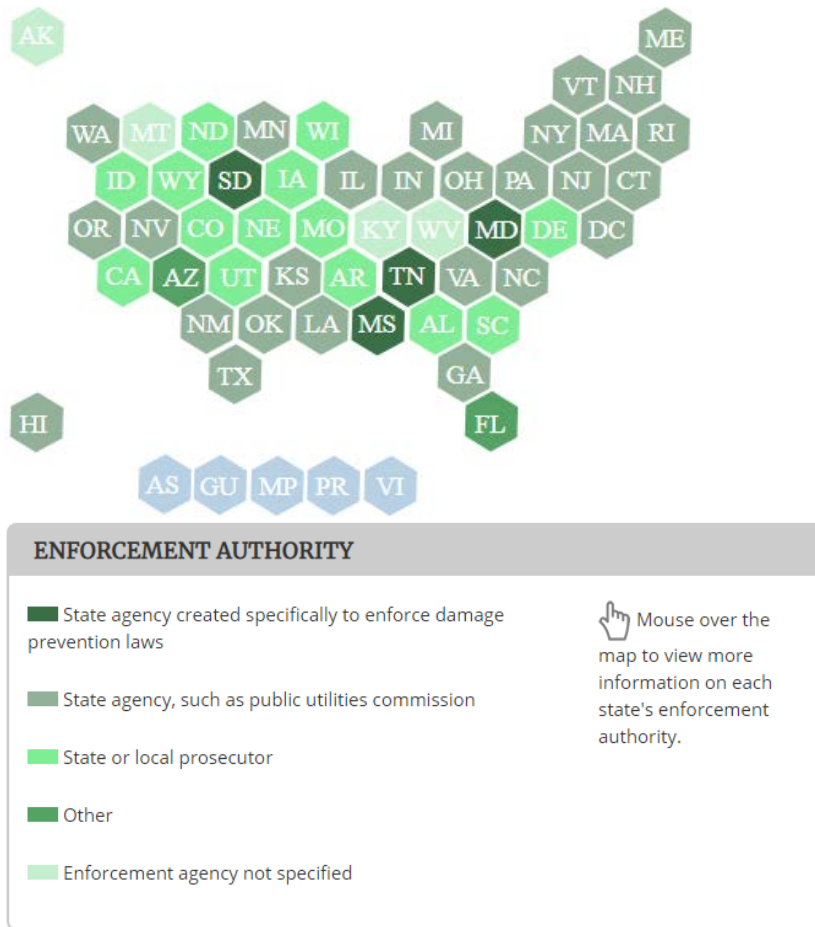 AK
ME
VT NH
WA MT ND MN WI MI NY MA RI
ID WY SD IA IL IN OH PA NJ CT
OR NV CO NE MO KY WV MD DE DC
CA AZ UT KS AR TN VA NC
NM OK LA MS AL SC
TX GA
HI FL
AS GU MP PR VI
ENFORCEMENT AUTHORITY
State agency created specifically to enforce damage
prevention laws
State agency, such as public utilities commission
State or local prosecutor
Other
Enforcement agency not specified
Mouse over the
map to view more
information on each
state's enforcement
authority.